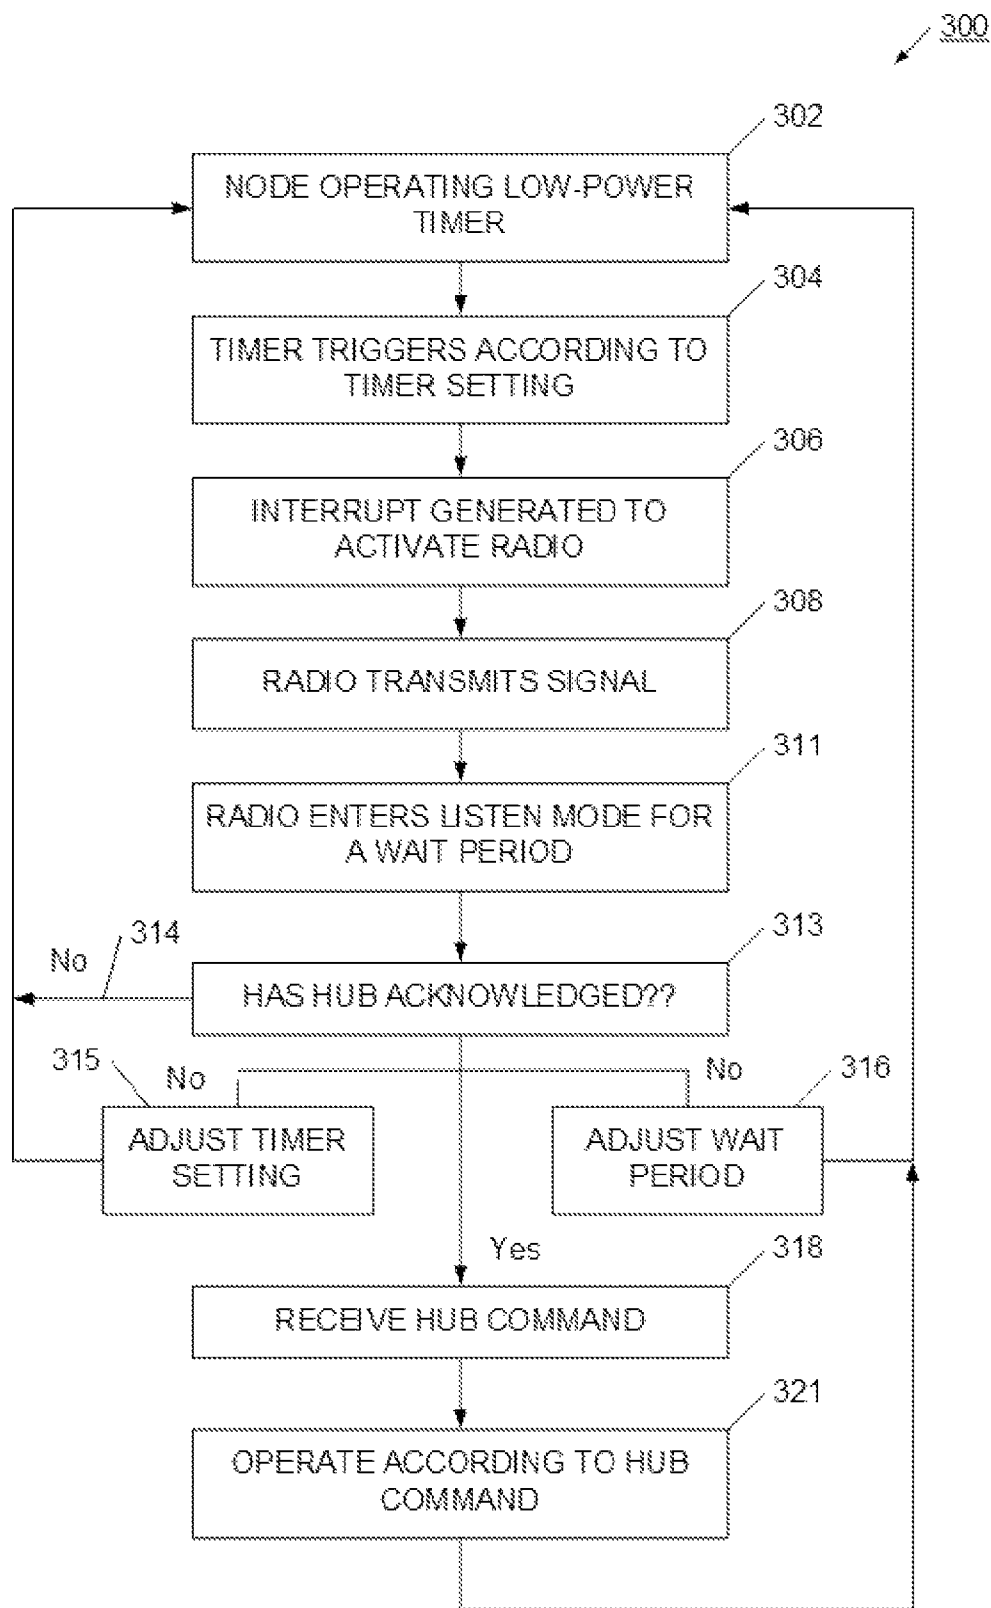 300
302
NODE OPERATING LOW-POWER
TIMER
304
TIMER TRIGGERS ACCORDING TO
TIMER SETTING
306
INTERRUPT GENERATED TO
ACTIVATE RADIO
308
RADIO TRANSMITS SIGNAL
311
RADIO ENTERS LISTEN MODE FOR
A WAIT PERIOD
314
No
313
HAS HUB ACKNOWLEDGED??
315
No
ADJUST TIMER
SETTING
No
316
ADJUST WAIT
PERIOD
Yes
318
RECEIVE HUB COMMAND
321
OPERATE ACCORDING TO HUB
COMMAND